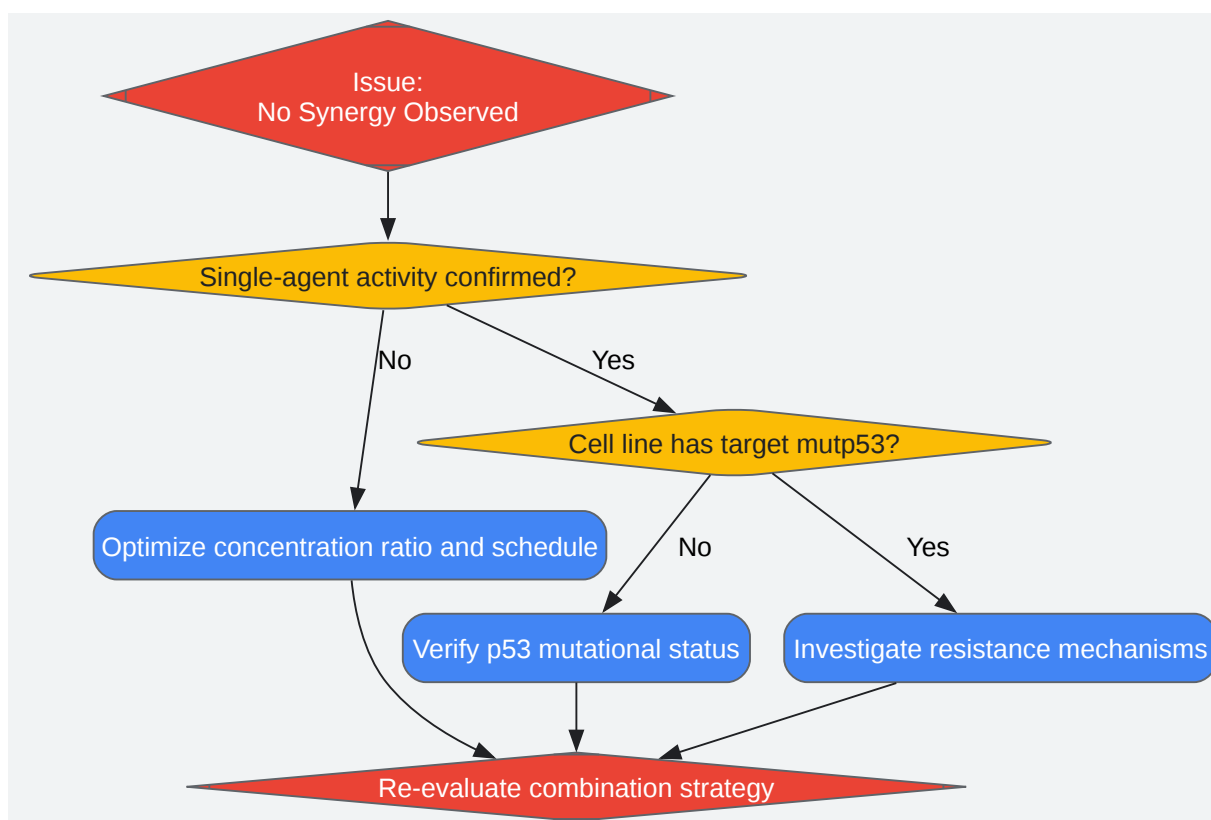 Issue:
No Synergy Observed
Single-agent activity confirmed?
No
Yes
Cell line has target mutp53?
Optimize concentration ratio and schedule
No
Yes
Verify p53 mutational status
Investigate resistance mechanisms
Re-evaluate combination strategy